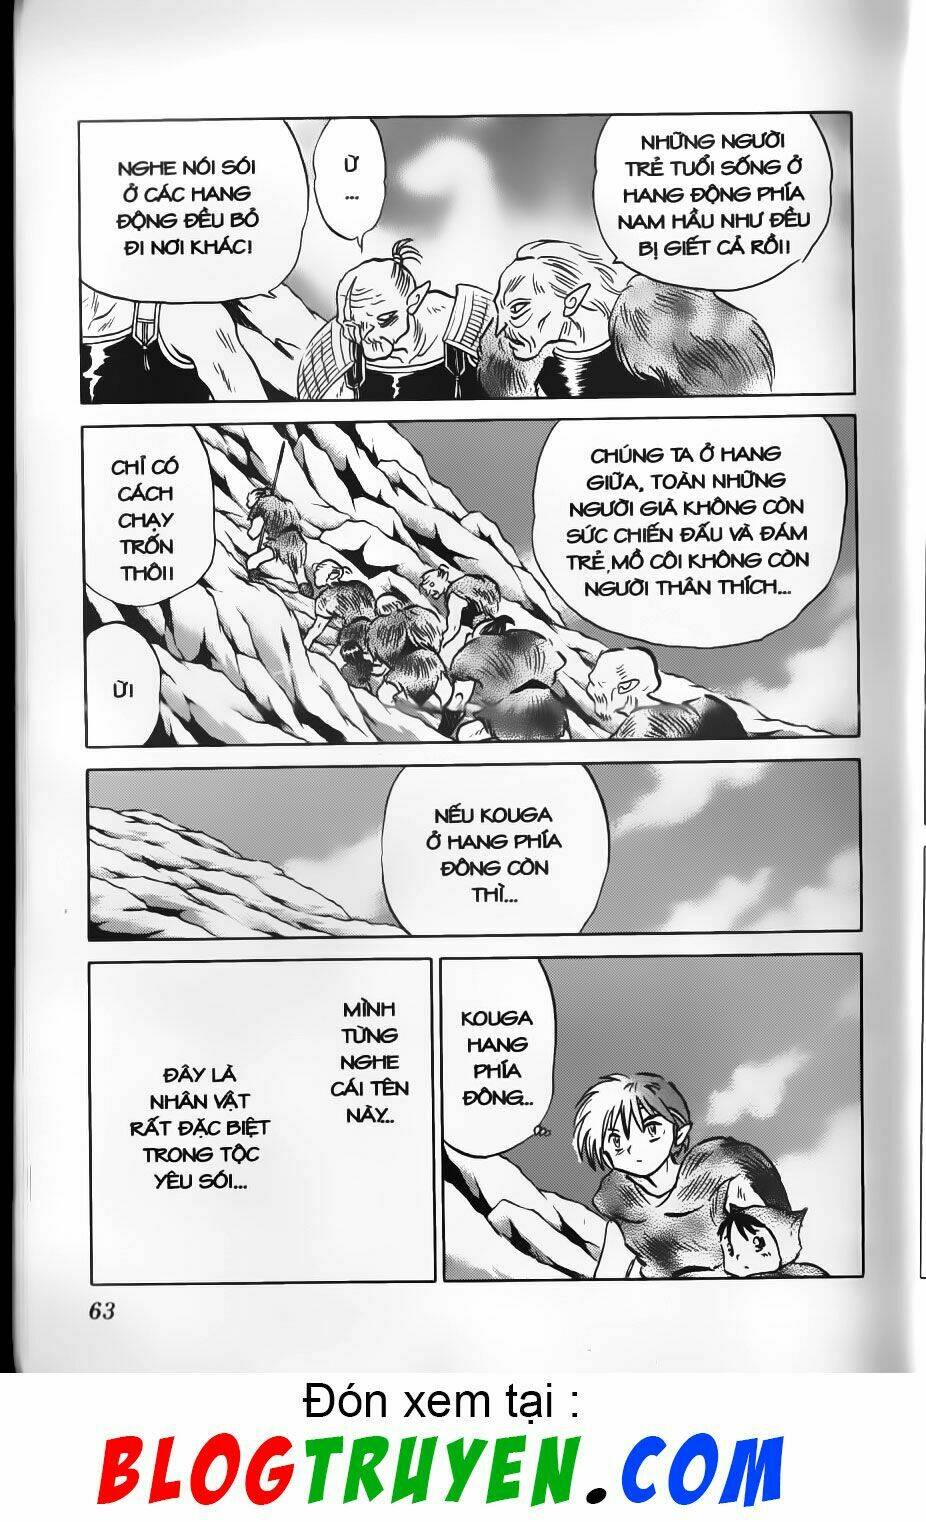 NHỮNG NGƯỜI
TRẺ TUỔI SỐNG Ở
HANG ĐỘNG PHÍA
NAM HẦU NHƯ ĐỀU
BỊ GIẾT CẢ RỒI!
Ừ
...
NGHE NÓI SÓI
Ở CÁC HANG
ĐỘNG ĐỀU BỎ
ĐI NƠI KHÁC!
CHÚNG TA Ở HANG
GIỮA, TOÀN NHỮNG
NGƯỜI GIÀ KHÔNG CÒN
SỨC CHIẾN ĐẤU VÀ ĐÁM
TRẺ MỒ CÔI KHÔNG CÒN
NGƯỜI THÂN THÍCH...
CHỈ CÓ
CÁCH
CHẠY
TRỐN
THÔI!
Ừ!
NẾU KOUGA
Ở HANG PHÍA
ĐÔNG CÒN
THÌ...
KOUGA
HANG
PHÍA
ĐÔNG...
MÌNH
TỪNG
NGHE
CÁI TÊN
NÀY...
ĐÂY LÀ
NHÂN VẬT
RẤT ĐẶC BIỆT
TRONG TỘC
YÊU SÓI...
63
Đón xem tại :
BLOGTRUYEN.COM